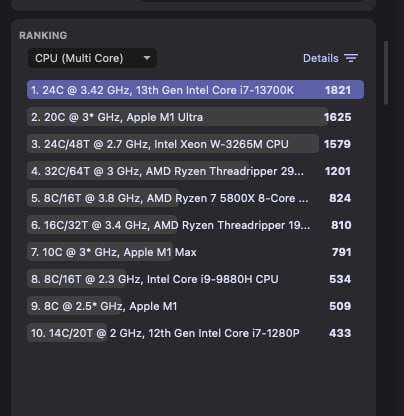 RANKING
CPU (Multi Core)
Details
1. 24C @ 3.42 GHz, 13th Gen Intel Core i7-13700K 1821
2. 20C @ 3* GHz, Apple M1 Ultra 1625
3. 24C/48T @ 2.7 GHz, Intel Xeon W-3265M CPU 1579
4. 32C/64T @ 3 GHz, AMD Ryzen Threadripper 29... 1201
5. 8C/16T @ 3.8 GHz, AMD Ryzen 7 5800X 8-Core ... 824
6. 16C/32T @ 3.4 GHz, AMD Ryzen Threadripper 19... 810
7. 10C @ 3* GHz, Apple M1 Max 791
8. 8C/16T @ 2.3 GHz, Intel Core i9-9880H CPU 534
9. 8C @ 2.5* GHz, Apple M1 509
10. 14C/20T @ 2 GHz, 12th Gen Intel Core i7-1280P 433